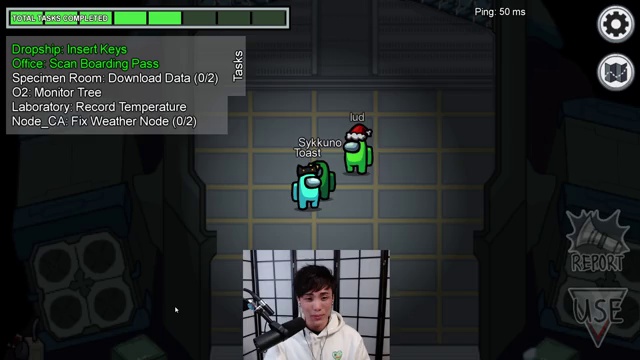 TOTAL TASKS COMPLETED
Ping: 50 ms
Dropship: Insert Keys
Office: Scan Boarding Pass
Specimen Room: Download Data (0/2)
O2: Monitor Tree
Laboratory: Record Temperature
Node_CA: Fix Weather Node (0/2)
Tasks
lud
Sykkuno
Toast
REPORT
USE